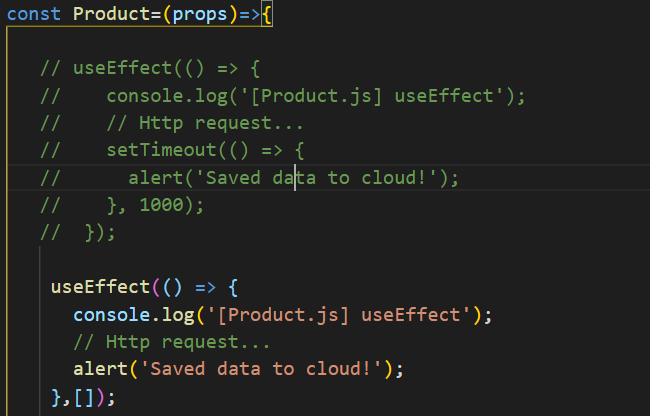 const Product=(props)=>{
// useEffect(() => {
//    console.log('[Product.js] useEffect');
//    // Http request...
//    setTimeout(() => {
//      alert('Saved data to cloud!');
//    }, 1000);
//  });
useEffect(() => {
console.log('[Product.js] useEffect');
// Http request...
alert('Saved data to cloud!');
},[]);